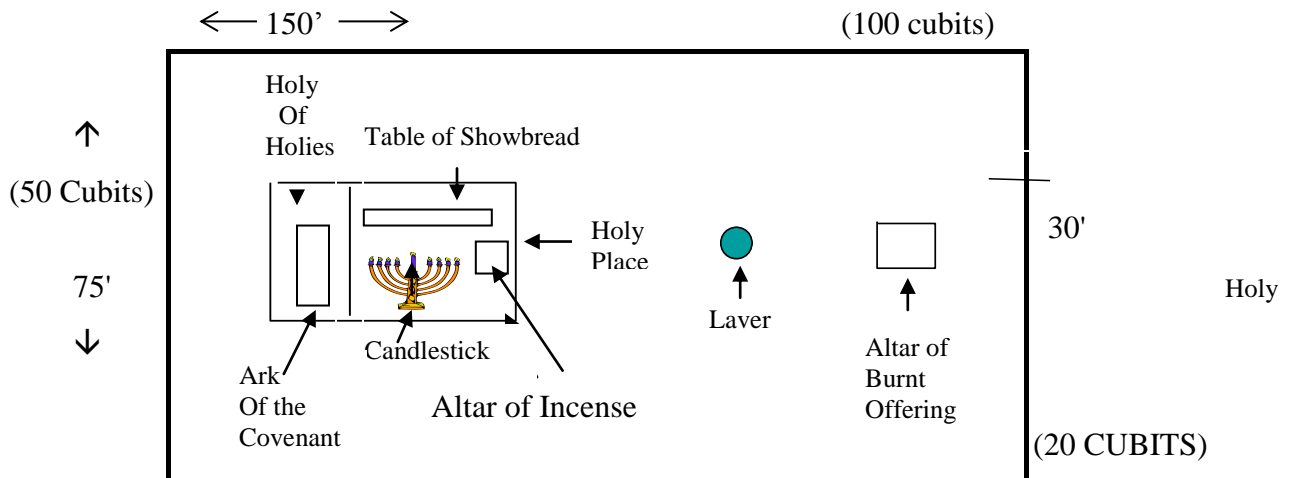 150’
(100 cubits)
Holy
Of
Holies
Table of Showbread
(50 Cubits)
Holy
Place
30'
75'
Holy
Laver
Candlestick
Altar of
Burnt
Offering
Ark
Of the
Covenant
Altar of Incense
(20 CUBITS)